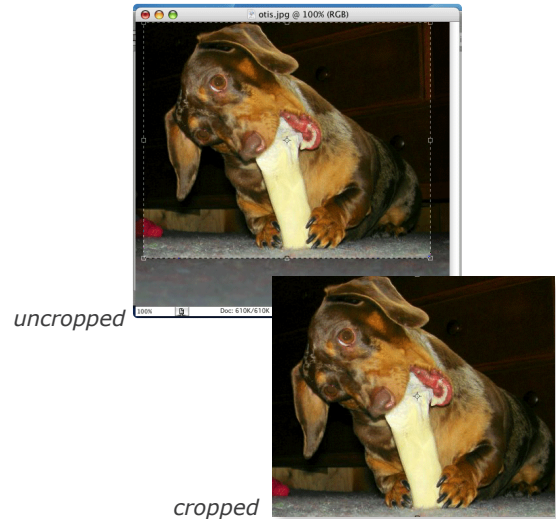 otis.jpg @ 100% (RGB)
100%
Doc: 610K/610K
uncropped
cropped